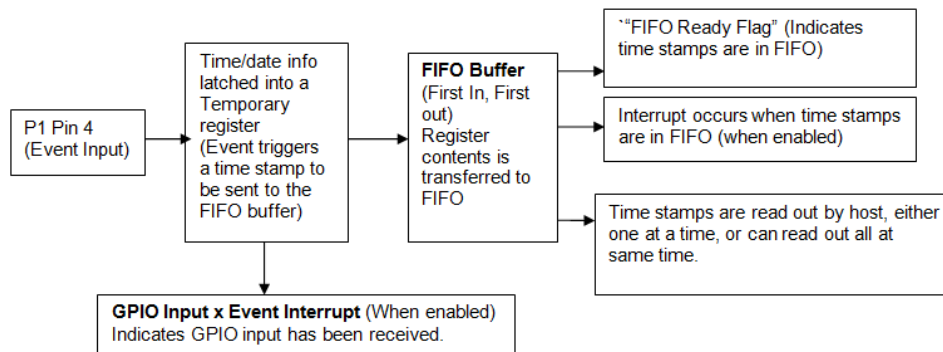 P1 Pin 4
(Event Input)
Time/date info
latched into a
Temporary
register
(Event triggers
a time stamp to
be sent to the
FIFO buffer)
FIFO Buffer
(First In, First
out)
Register
contents is
transferred to
FIFO
`“FIFO Ready Flag” (Indicates
time stamps are in FIFO)
Interrupt occurs when time stamps
are in FIFO (when enabled)
Time stamps are read out by host, either
one at a time, or can read out all at
same time.
GPIO Input x Event Interrupt (When enabled)
Indicates GPIO input has been received.